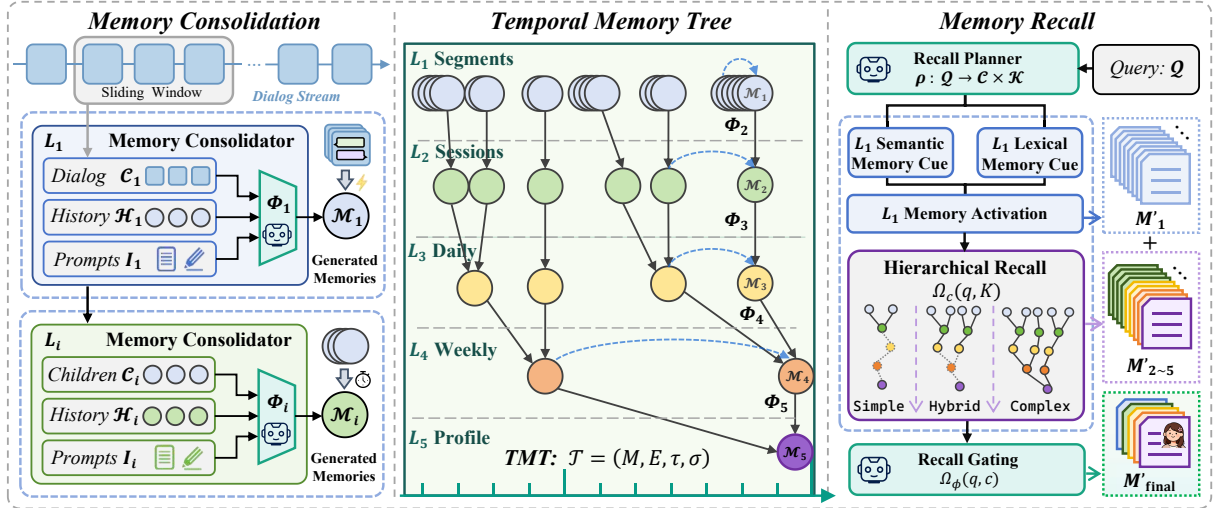 Memory Consolidation
Sliding Window
...
Dialog Stream
L₁ Memory Consolidator
Dialog 𝒞₁
History ℋ₁
Prompts I₁
Φ₁
ℳ₁
Generated
Memories
Lᵢ Memory Consolidator
Children 𝒞ᵢ
History ℋᵢ
Prompts Iᵢ
Φᵢ
ℳᵢ
Generated
Memories
Temporal Memory Tree
L₁ Segments
ℳ₁
Φ₂
L₂ Sessions
ℳ₂
Φ₃
L₃ Daily
ℳ₃
Φ₄
L₄ Weekly
ℳ₄
Φ₅
L₅ Profile
ℳ₅
TMT: 𝒯 = (M, E, τ, σ)
Memory Recall
Recall Planner
ρ : 𝒬 → 𝒞 × 𝒦
Query: Q
L₁ Semantic
Memory Cue
L₁ Lexical
Memory Cue
L₁ Memory Activation
...
M′₁
+
Hierarchical Recall
Ω_c(q, K)
Simple
Hybrid
Complex
...
M′₂~₅
Recall Gating
Ω_ϕ(q, c)
M′_final